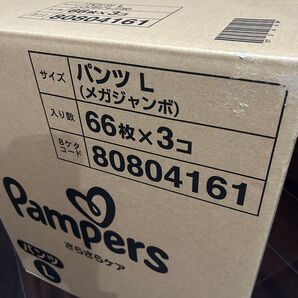 サイズ パンツ L
(メガジャンボ)
入り数 66枚×3コ
8ケタ
コード 80804161
Pampers
さらさらケア
パンツ
L